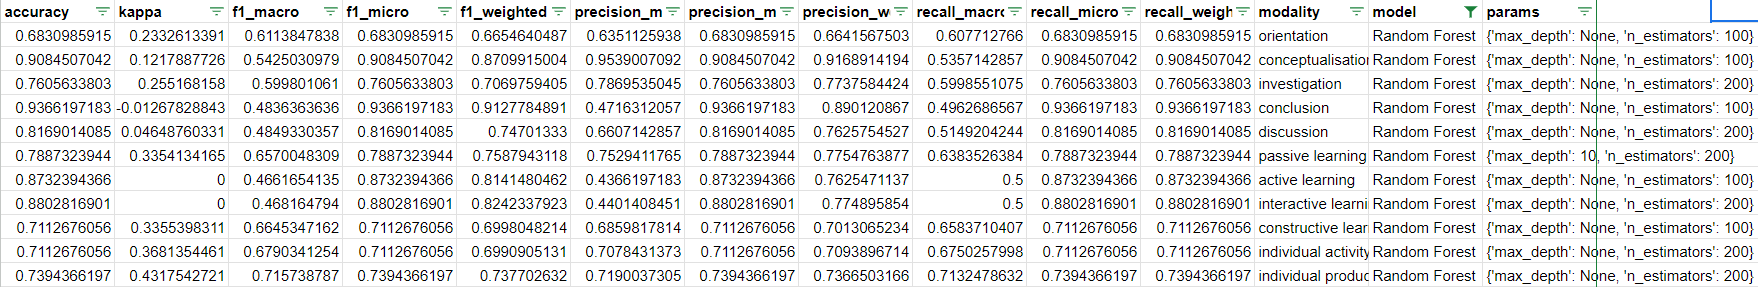 accuracy kappa f1_macro f1_micro f1_weighted precision_m precision_m precision_w recall_macro recall_micro recall_weigh modality model params
0.6830985915 0.2332613391 0.6113847838 0.6830985915 0.6654640487 0.6351125938 0.6830985915 0.6641567503 0.607712766 0.6830985915 0.6830985915 orientation Random Forest {'max_depth': None, 'n_estimators': 100}
0.9084507042 0.1217887726 0.5425030979 0.9084507042 0.8709915004 0.9539007092 0.9084507042 0.9168914194 0.5357142857 0.9084507042 0.9084507042 conceptualisation Random Forest {'max_depth': None, 'n_estimators': 100}
0.7605633803 0.255168158 0.599801061 0.7605633803 0.7069759405 0.7869535045 0.7605633803 0.7737584424 0.5998551075 0.7605633803 0.7605633803 investigation Random Forest {'max_depth': None, 'n_estimators': 200}
0.9366197183 -0.01267828843 0.4836363636 0.9366197183 0.9127784891 0.4716312057 0.9366197183 0.890120867 0.4962686567 0.9366197183 0.9366197183 conclusion Random Forest {'max_depth': None, 'n_estimators': 100}
0.8169014085 0.04648760331 0.4849330357 0.8169014085 0.74701333 0.6607142857 0.8169014085 0.7625754527 0.5149204244 0.8169014085 0.8169014085 discussion Random Forest {'max_depth': None, 'n_estimators': 200}
0.7887323944 0.3354134165 0.6570048309 0.7887323944 0.7587943118 0.7529411765 0.7887323944 0.7754763877 0.6383526384 0.7887323944 0.7887323944 passive learning Random Forest {'max_depth': 10, 'n_estimators': 200}
0.8732394366 0 0.4661654135 0.8732394366 0.8141480462 0.4366197183 0.8732394366 0.7625471137 0.5 0.8732394366 0.8732394366 active learning Random Forest {'max_depth': None, 'n_estimators': 100}
0.8802816901 0 0.468164794 0.8802816901 0.8242337923 0.4401408451 0.8802816901 0.774895854 0.5 0.8802816901 0.8802816901 interactive learni Random Forest {'max_depth': None, 'n_estimators': 200}
0.7112676056 0.3355398311 0.6645347162 0.7112676056 0.6998048214 0.6859817814 0.7112676056 0.7013065234 0.6583710407 0.7112676056 0.7112676056 constructive lear Random Forest {'max_depth': None, 'n_estimators': 100}
0.7112676056 0.3681354461 0.6790341254 0.7112676056 0.6990905131 0.7078431373 0.7112676056 0.7093896714 0.6750257998 0.7112676056 0.7112676056 individual activity Random Forest {'max_depth': None, 'n_estimators': 200}
0.7394366197 0.4317542721 0.715738787 0.7394366197 0.737702632 0.7190037305 0.7394366197 0.7366503166 0.7132478632 0.7394366197 0.7394366197 individual produc Random Forest {'max_depth': None, 'n_estimators': 200}